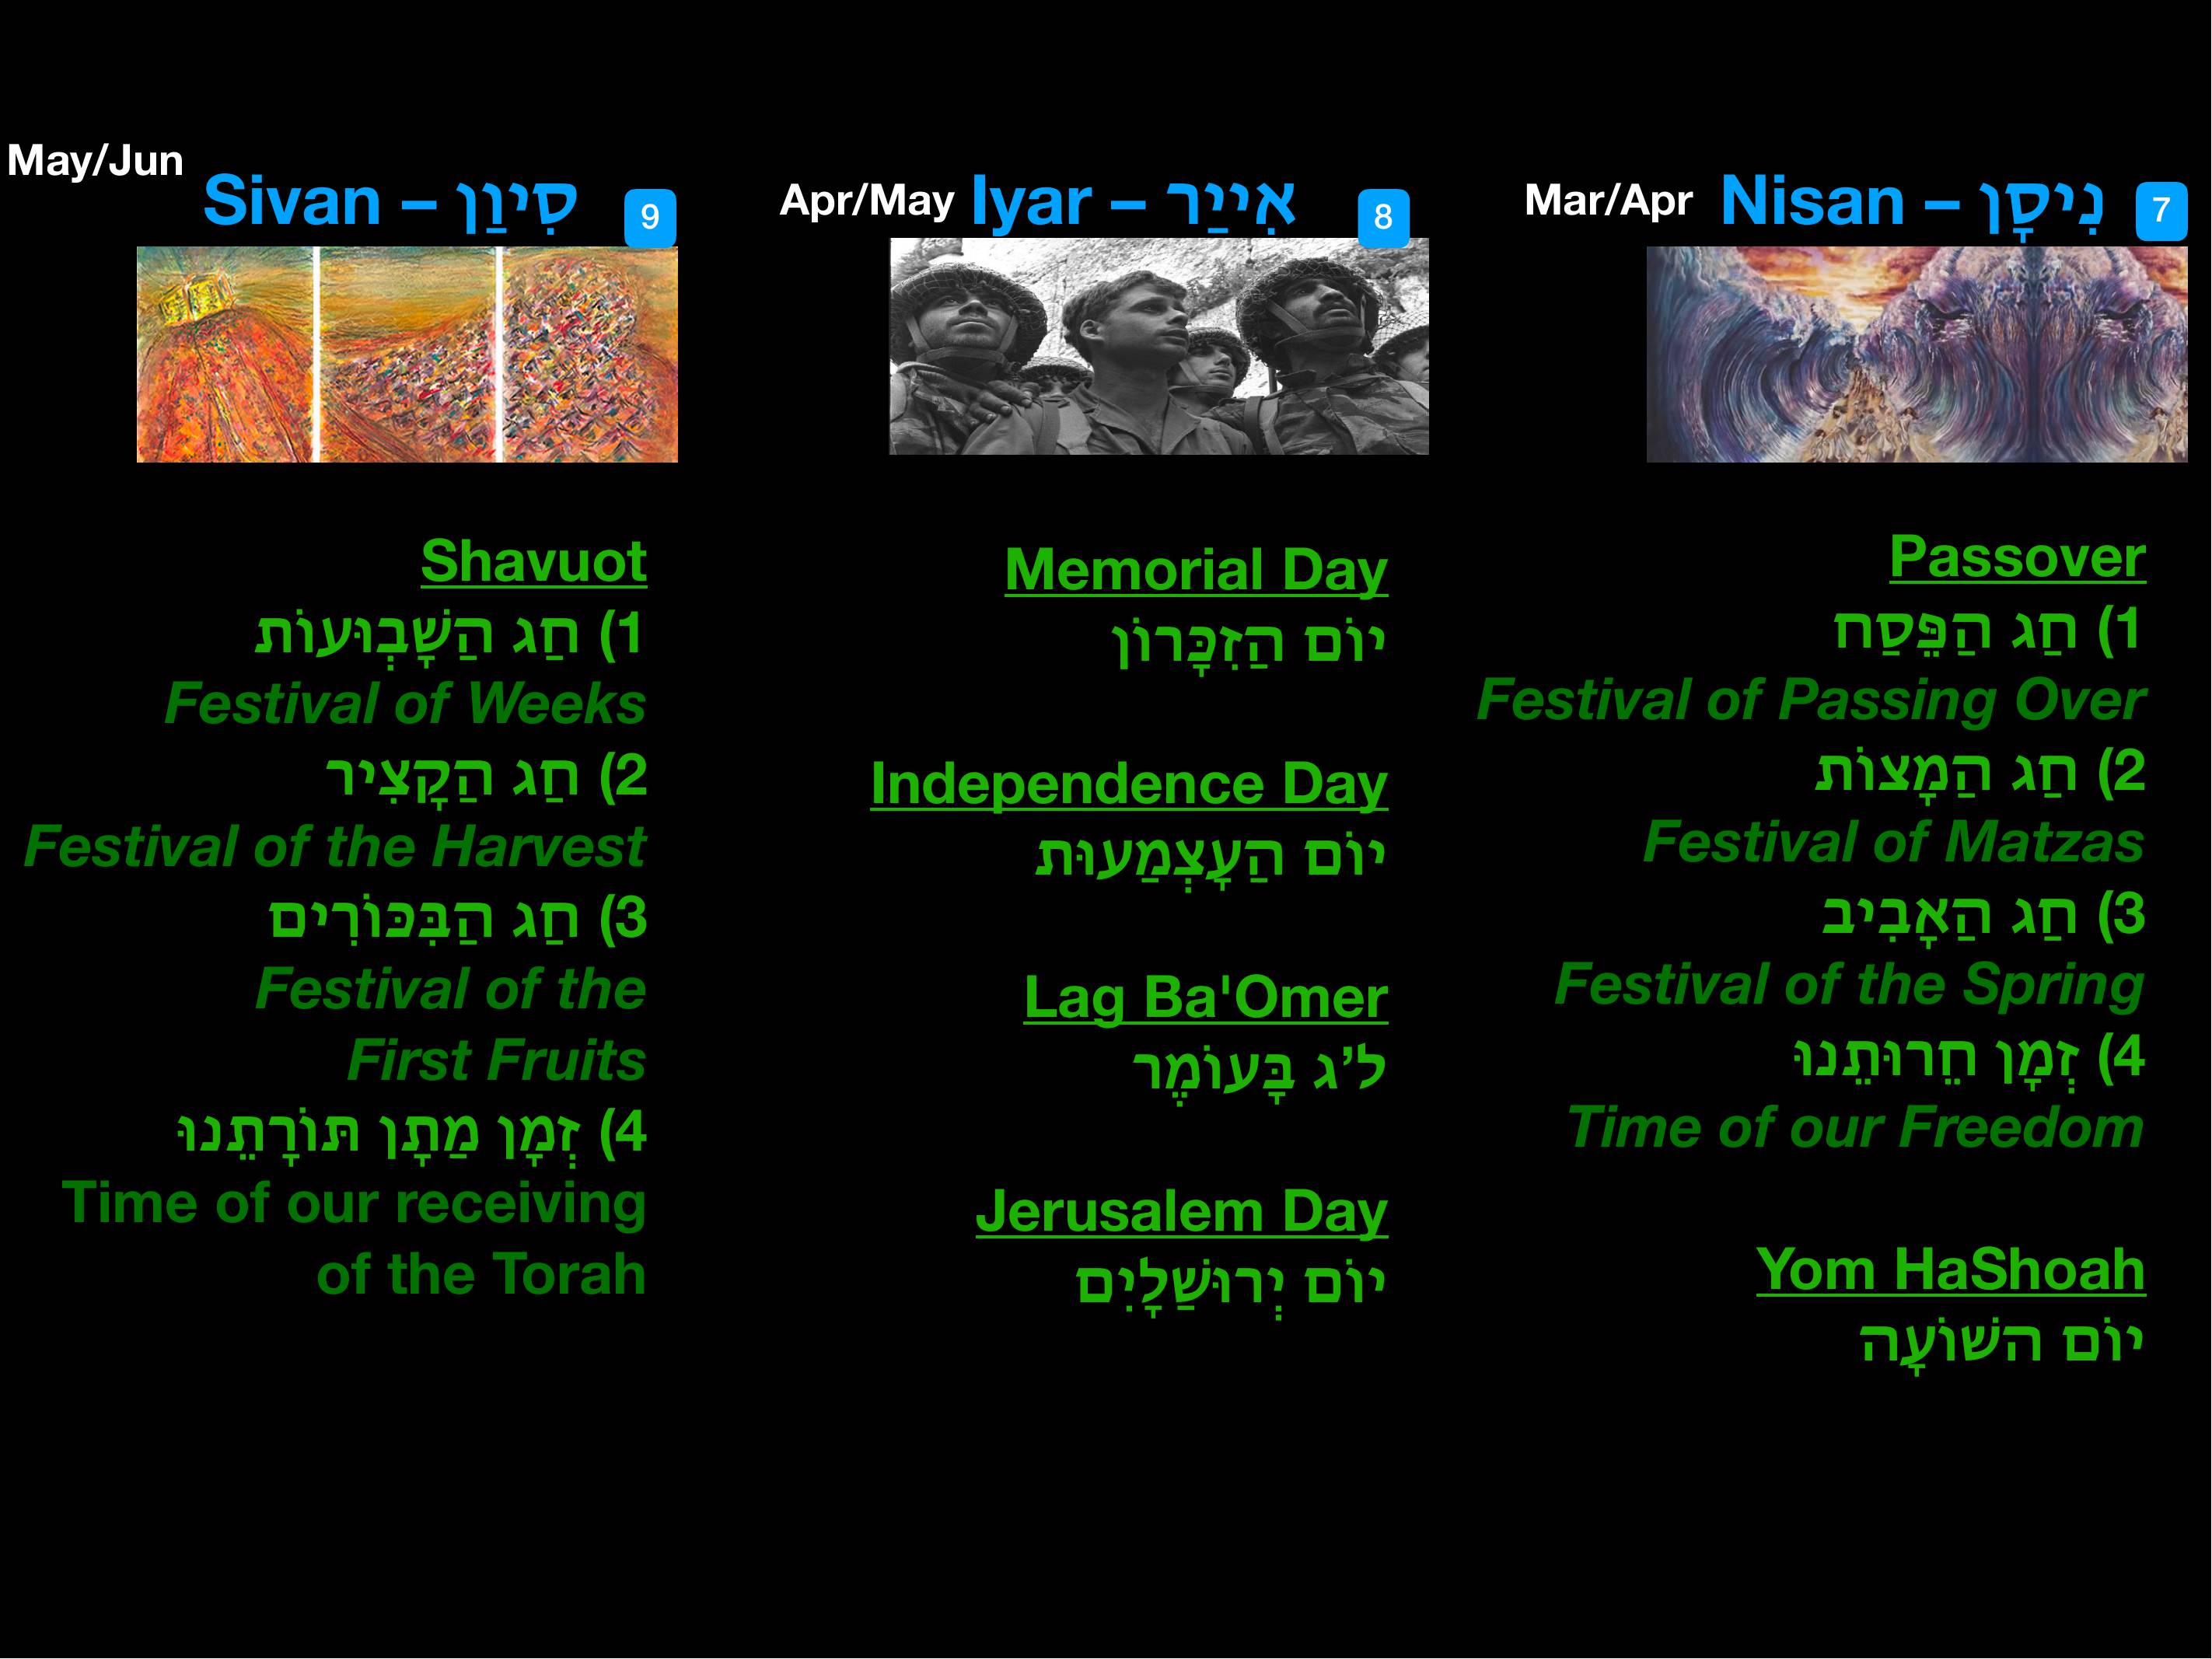 Mar/Apr Nisan – נִיסָן 7
Passover
1) חַג הַפֶּסַח
Festival of Passing Over
2) חַג הַמָצוֹת
Festival of Matzas
3) חַג הַאָבִיב
Festival of the Spring
4) זְמָן חֵרוּתֵנוּ
Time of our Freedom
Yom HaShoah
יוֹם השׁוֹעָה
Apr/May Iyar – אִייַר 8
Memorial Day
יוֹם הַזִכָּרוֹן
Independence Day
יוֹם הַעָצְמַעוּת
Lag Ba'Omer
ל’ג בָּעוֹמֶר
Jerusalem Day
יוֹם יְרוּשַׁלָיִם
May/Jun
Sivan – סִיוַן 9
Shavuot
1) חַג הַשָׁבְוּעוֹת
Festival of Weeks
2) חַג הַקָצִיר
Festival of the Harvest
3) חַג הַבִּכּוֹרִים
Festival of the
First Fruits
4) זְמָן מַתָן תּוֹרָתֵנוּ
Time of our receiving
of the Torah